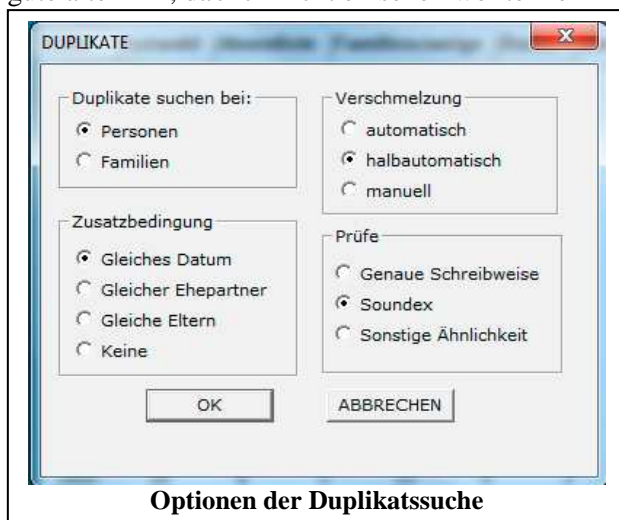 DUPLIKATE
Duplikate suchen bei:
Personen
Familien
Zusatzbedingung
Gleiches Datum
Gleicher Ehepartner
Gleiche Eltern
Keine
Verschmelzung
automatisch
halbautomatisch
manuell
Prüfe
Genaue Schreibweise
Soundex
Sonstige Ähnlichkeit
OK
ABBRECHEN
Optionen der Duplikatssuche